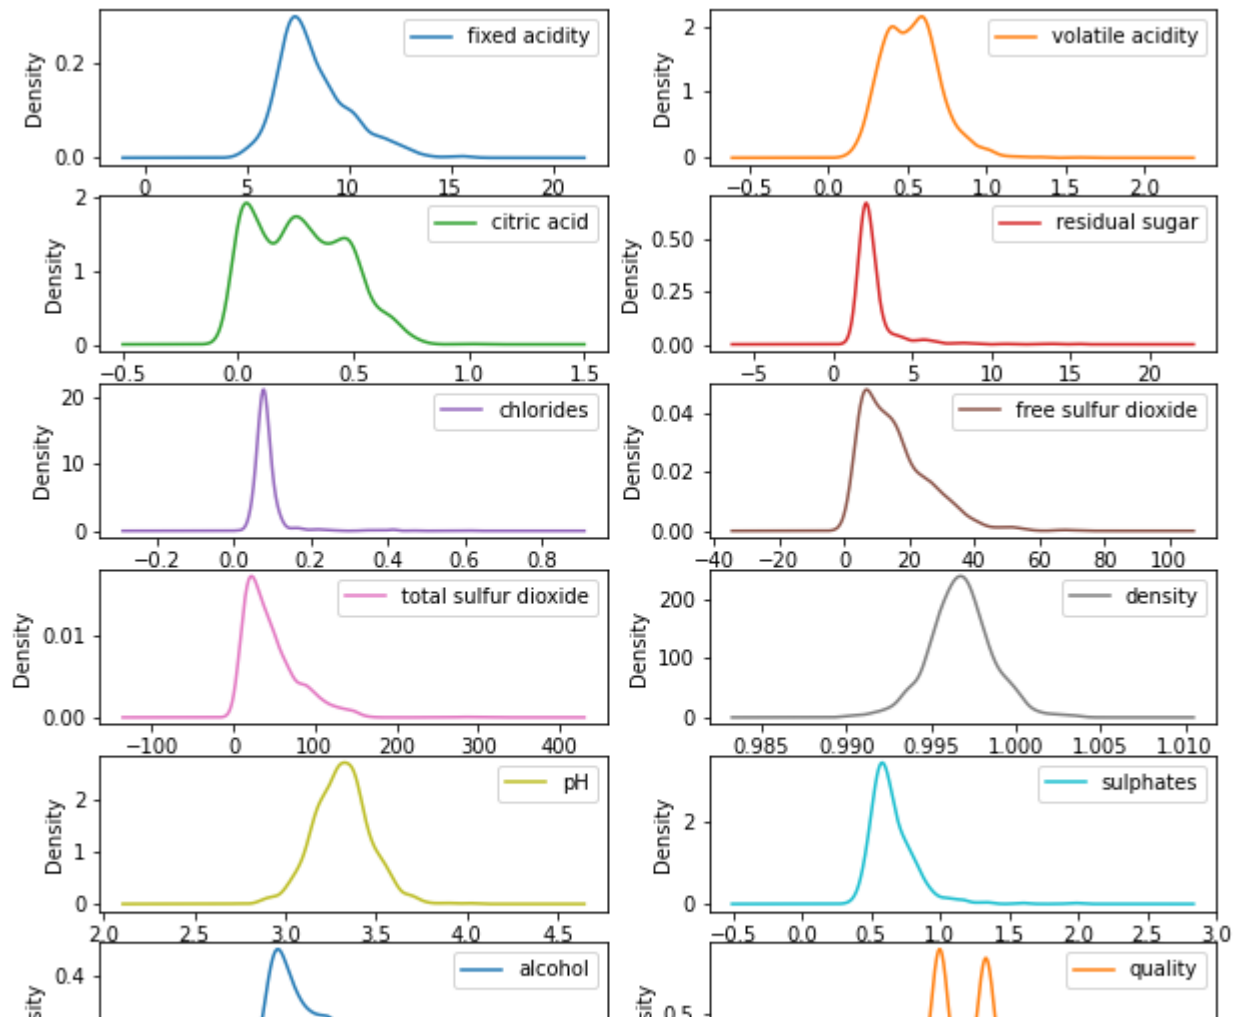 fixed acidity
Density
0.2
0.0
0 5 10 15 20
volatile acidity
Density
2
1
0
−0.5 0.0 0.5 1.0 1.5 2.0
citric acid
Density
2
1
0
−0.5 0.0 0.5 1.0 1.5
residual sugar
Density
0.50
0.25
0.00
−5 0 5 10 15 20
chlorides
Density
20
10
0
−0.2 0.0 0.2 0.4 0.6 0.8
free sulfur dioxide
Density
0.04
0.02
0.00
−40 −20 0 20 40 60 80 100
total sulfur dioxide
Density
0.01
0.00
−100 0 100 200 300 400
density
Density
200
100
0
0.985 0.990 0.995 1.000 1.005 1.010
pH
Density
2
1
0
2.0 2.5 3.0 3.5 4.0 4.5
sulphates
Density
2
0
−0.5 0.0 0.5 1.0 1.5 2.0 2.5 3.0
alcohol
sity
0.4
quality
sity
0.5